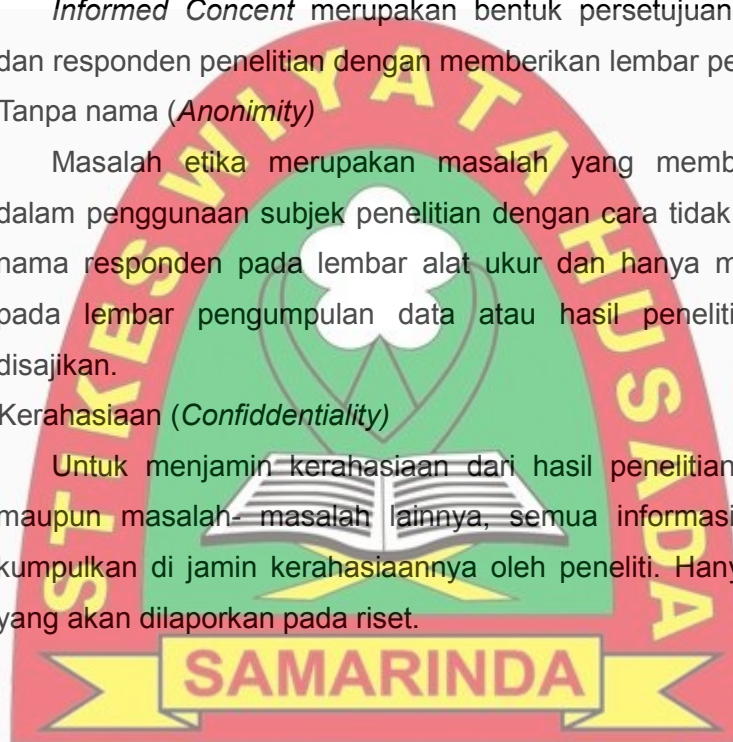 Informed Concent merupakan bentuk persetujuan
dan responden penelitian dengan memberikan lembar pe
Tanpa nama (Anonimity)
Masalah etika merupakan masalah yang memb
dalam penggunaan subjek penelitian dengan cara tidak
nama responden pada lembar alat ukur dan hanya m
pada lembar pengumpulan data atau hasil peneliti
disajikan.
Kerahasiaan (Confiddentiality)
Untuk menjamin kerahasiaan dari hasil penelitian
maupun masalah- masalah lainnya, semua informasi
kumpulkan di jamin kerahasiaannya oleh peneliti. Hany
yang akan dilaporkan pada riset.
STIKES WIYATA HUSADA
SAMARINDA